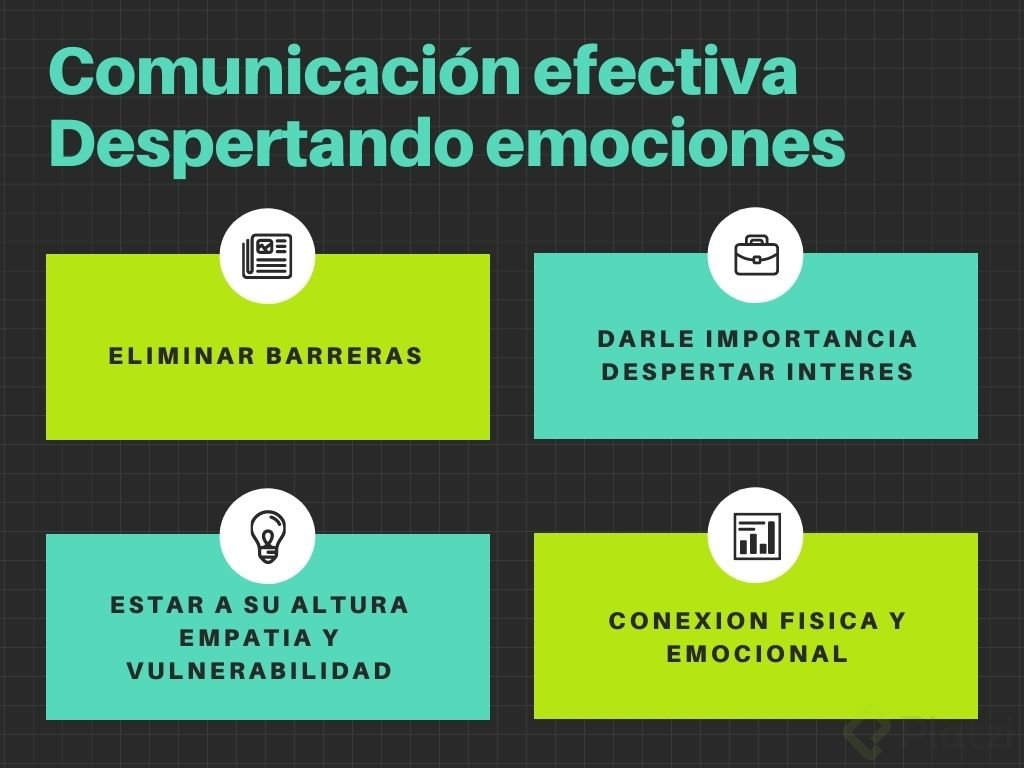 Comunicación efectiva
Despertando emociones
ELIMINAR BARRERAS
DARLE IMPORTANCIA
DESPERTAR INTERES
ESTAR A SU ALTURA
EMPATIA Y
VULNERABILIDAD
CONEXION FISICA Y
EMOCIONAL
Platzi